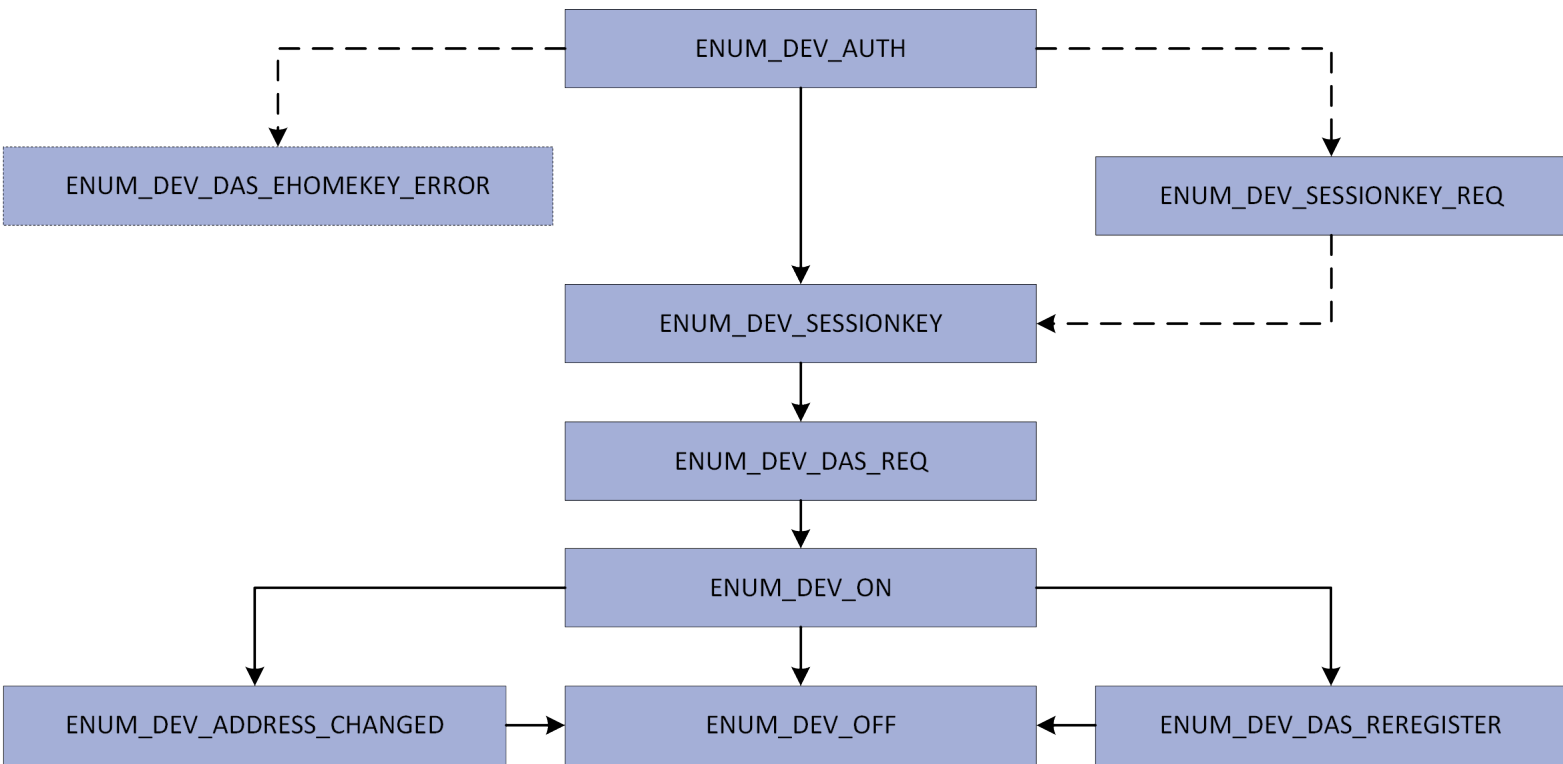 ENUM_DEV_AUTH
ENUM_DEV_DAS_EHOMEKEY_ERROR
ENUM_DEV_SESSIONKEY_REQ
ENUM_DEV_SESSIONKEY
ENUM_DEV_DAS_REQ
ENUM_DEV_ON
ENUM_DEV_ADDRESS_CHANGED
ENUM_DEV_OFF
ENUM_DEV_DAS_REREGISTER